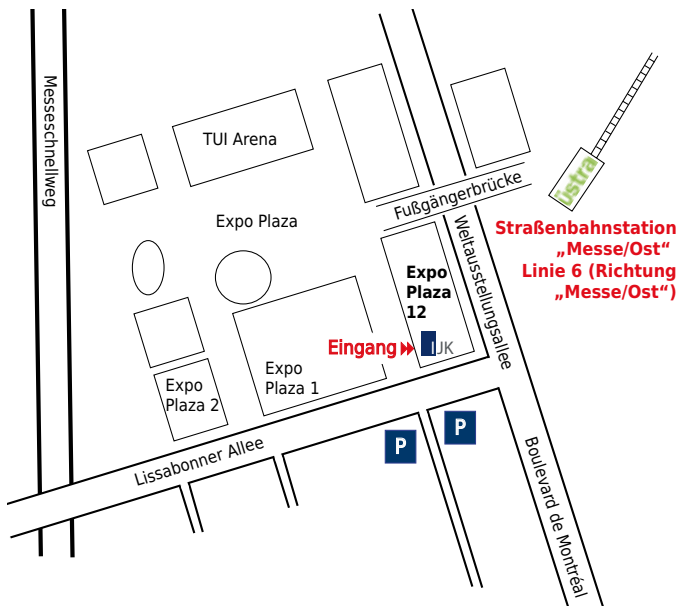 Messeschnellweg
TUI Arena
Expo Plaza
Fußgängerbrücke
üstra
Straßenbahnstation
„Messe/Ost“
Linie 6 (Richtung
„Messe/Ost“)
Weltausstellungsallee
Expo
Plaza
12
Eingang
IJK
Expo
Plaza 1
Expo
Plaza 2
Lissabonner Allee
P
P
Boulevard de Montréal